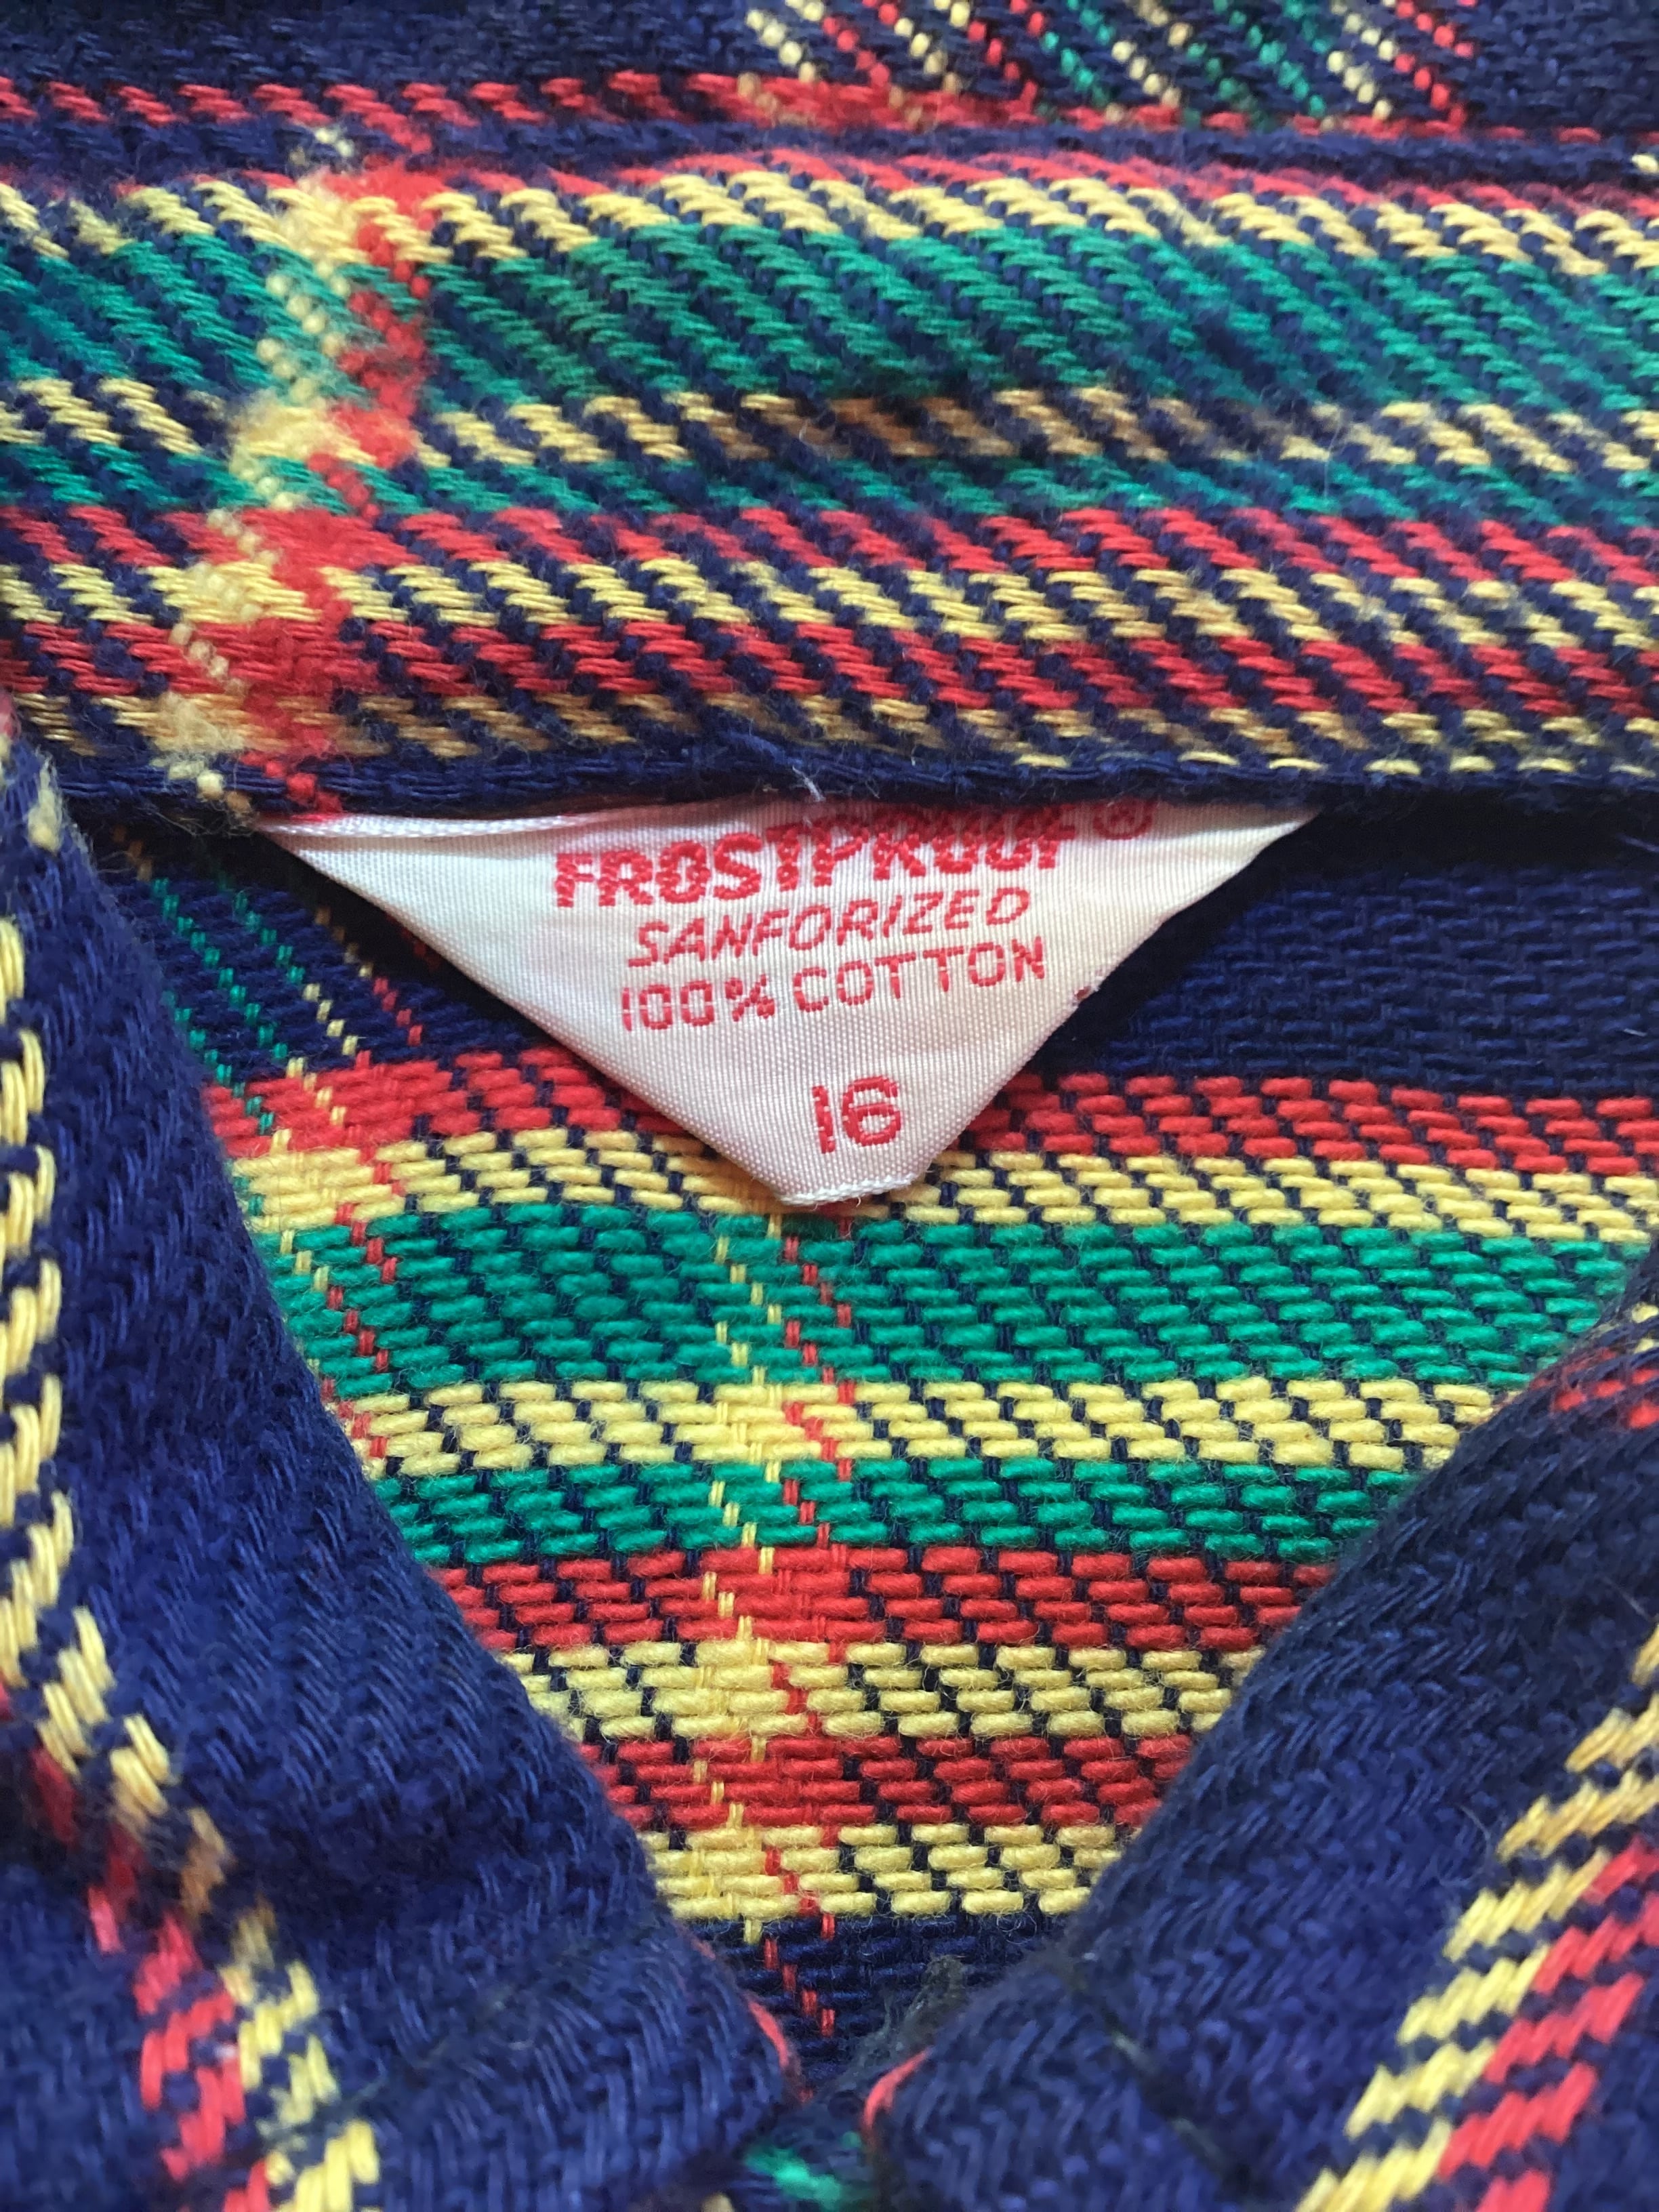 FROSTPROOF®
SANFORIZED
100% COTTON
16